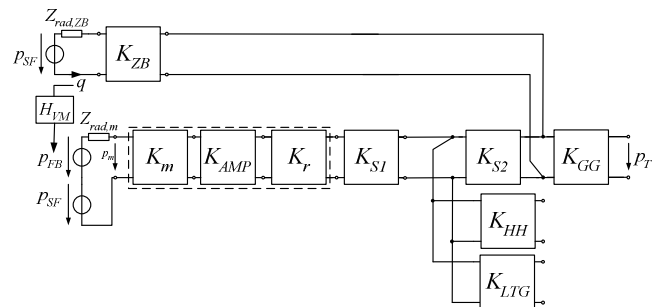 Z_rad,ZB
p_SF
K_ZB
q
H_VM
Z_rad,m
p_FB
p_m
K_m
K_AMP
K_r
K_S1
K_S2
K_GG
p_T
p_SF
K_HH
K_LTG